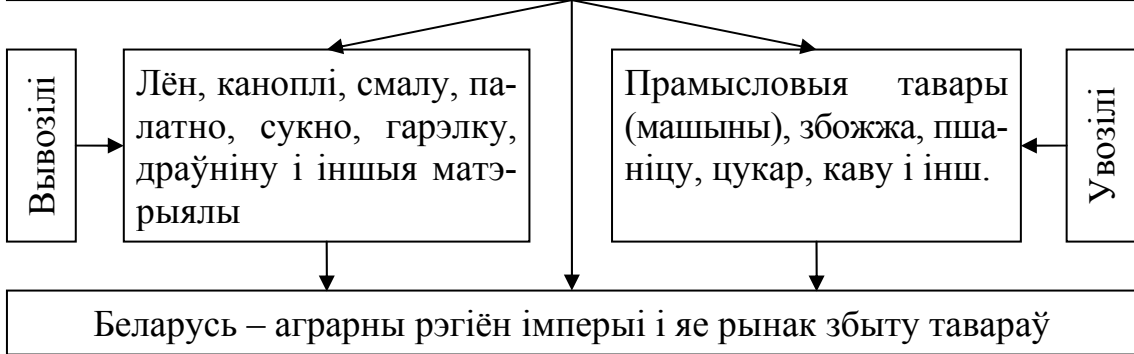 Вывозілі
Лён, каноплі, смалу, па-
латно, сукно, гарэлку,
драўніну і іншыя матэ-
рыялы
Прамысловыя тавары
(машыны), збожжа, пша-
ніцу, цукар, каву і інш.
Увозілі
Беларусь – аграрны рэгіён імперыі і яе рынак збыту тавараў